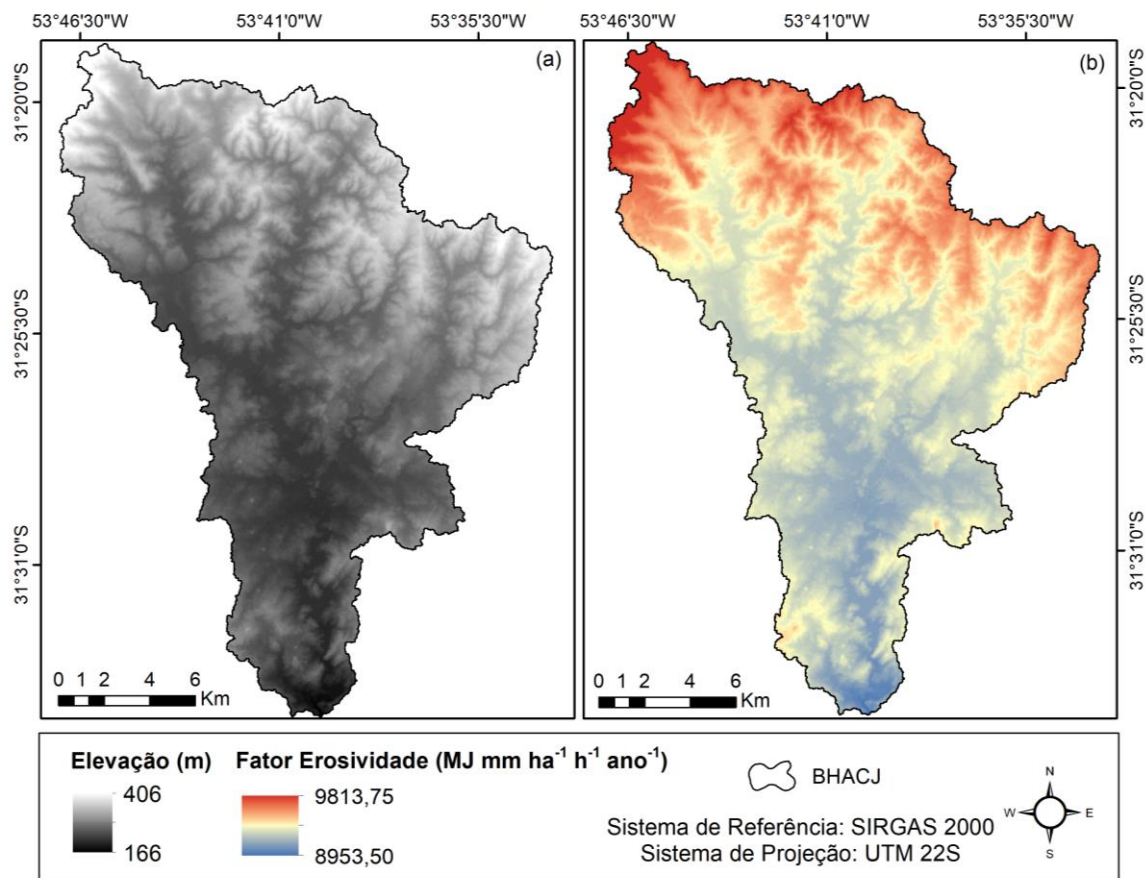 53°46'30"W 53°41'0"W 53°35'30"W
53°46'30"W 53°41'0"W 53°35'30"W
(a)
(b)
31°20'0"S
31°25'30"S
31°31'0"S
31°20'0"S
31°25'30"S
31°31'0"S
0 1 2 4 6
Km
0 1 2 4 6
Km
Elevação (m)
406
166
Fator Erosividade (MJ mm ha⁻¹ h⁻¹ ano⁻¹)
9813,75
8953,50
BHACJ
Sistema de Referência: SIRGAS 2000
Sistema de Projeção: UTM 22S
N
W E
S